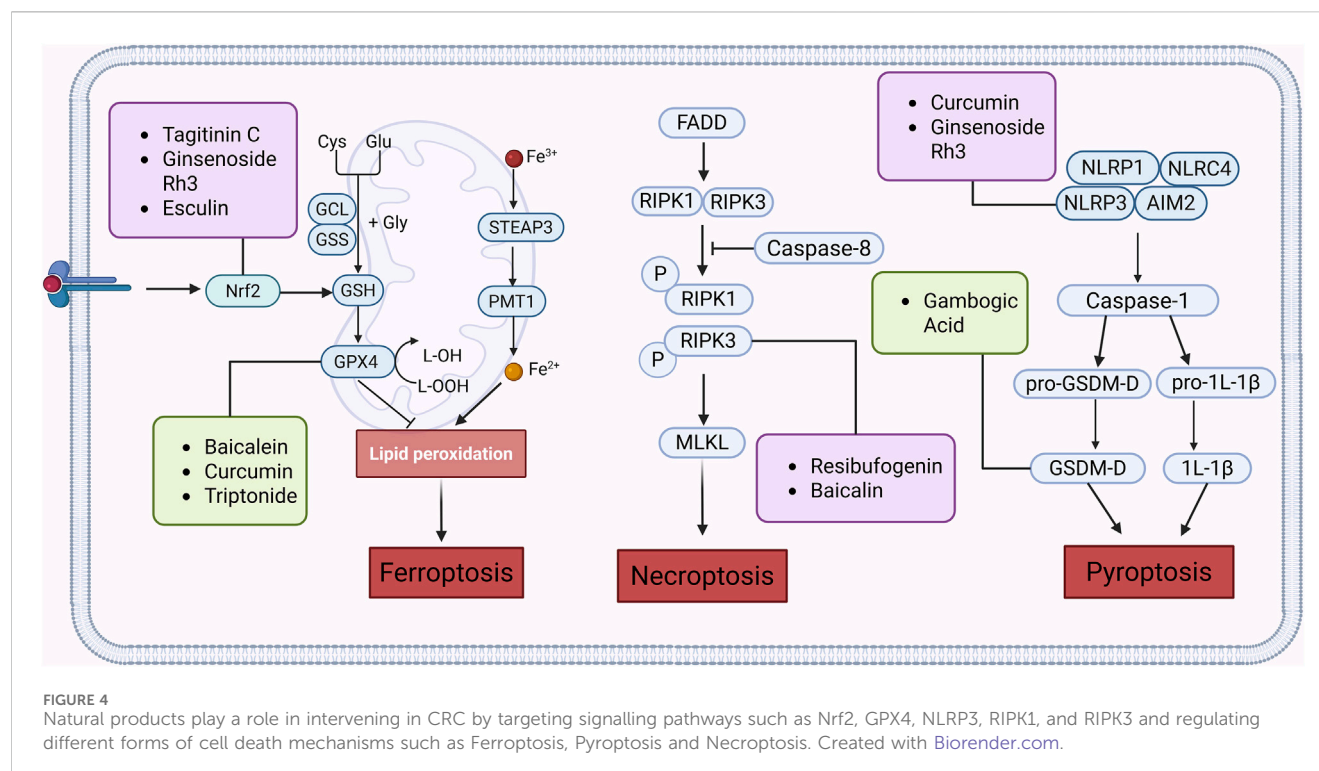 Tagitinin C
Ginsenoside
Rh3
Esculin
Cys Glu
GCL
GSS
+ Gly
Nrf2
GSH
GPX4
L-OH
L-OOH
Baicalein
Curcumin
Triptonide
Fe3+
STEAP3
PMT1
Fe2+
Lipid peroxidation
Ferroptosis
FADD
RIPK1 RIPK3
Caspase-8
P
RIPK1
RIPK3
P
MLKL
Resibufogenin
Baicalin
Necroptosis
Curcumin
Ginsenoside
Rh3
NLRP1 NLRC4
NLRP3 AIM2
Gambogic
Acid
Caspase-1
pro-GSDM-D pro-1L-1β
GSDM-D 1L-1β
Pyroptosis
FIGURE 4
Natural products play a role in intervening in CRC by targeting signalling pathways such as Nrf2, GPX4, NLRP3, RIPK1, and RIPK3 and regulating
different forms of cell death mechanisms such as Ferroptosis, Pyroptosis and Necroptosis. Created with Biorender.com.